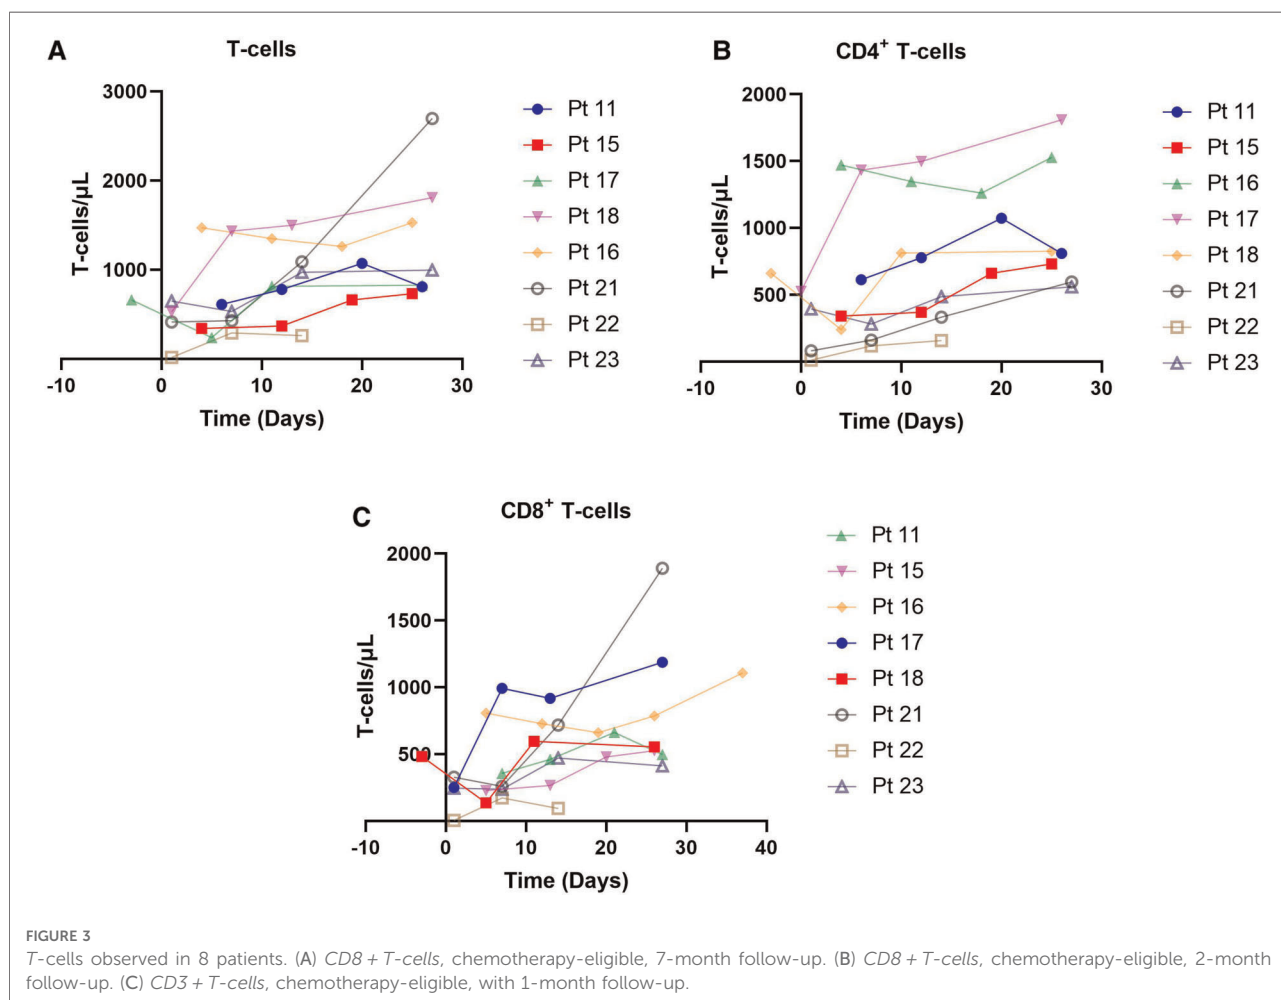 A
T-cells
3000
2000
1000
T-cells/μL
-10 0 10 20 30
Time (Days)
Pt 11
Pt 15
Pt 17
Pt 18
Pt 16
Pt 21
Pt 22
Pt 23
B
CD4+ T-cells
2000
1500
1000
500
T-cells/μL
-10 0 10 20 30
Time (Days)
Pt 11
Pt 15
Pt 16
Pt 17
Pt 18
Pt 21
Pt 22
Pt 23
C
CD8+ T-cells
2000
1500
1000
500
T-cells/μL
-10 0 10 20 30 40
Time (Days)
Pt 11
Pt 15
Pt 16
Pt 17
Pt 18
Pt 21
Pt 22
Pt 23
FIGURE 3
T-cells observed in 8 patients. (A) CD8 + T-cells, chemotherapy-eligible, 7-month follow-up. (B) CD8 + T-cells, chemotherapy-eligible, 2-month
follow-up. (C) CD3 + T-cells, chemotherapy-eligible, with 1-month follow-up.